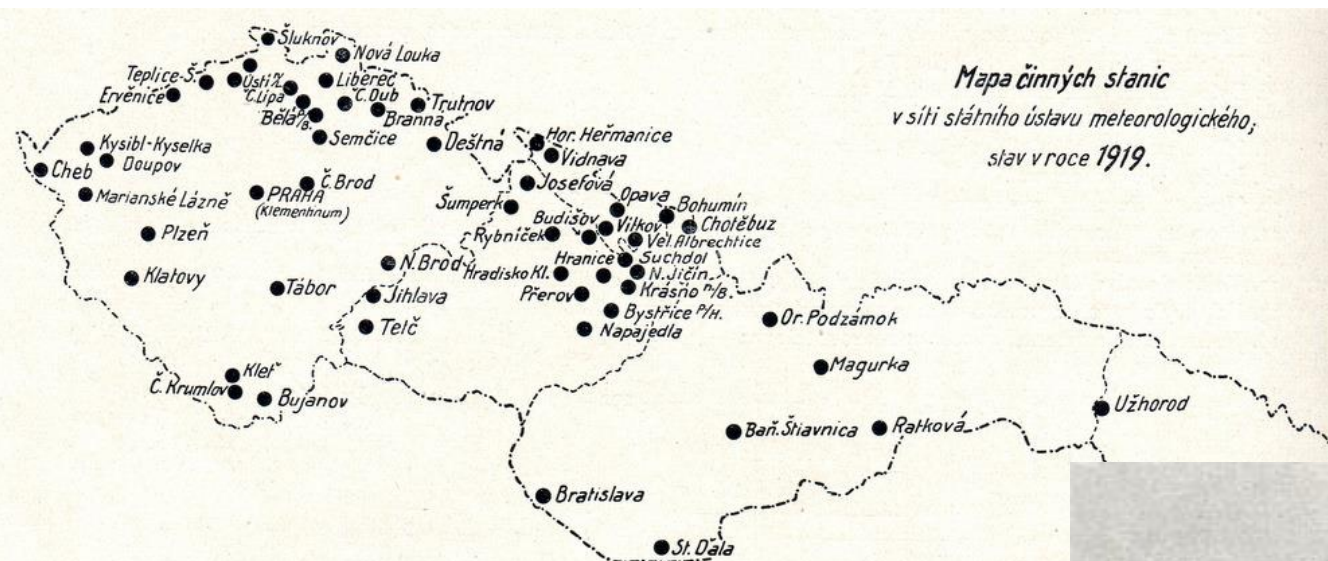 Mapa činných stanic
v síti státního ústavu meteorologického;
stav v roce 1919.
Šluknov
Nová Louka
Teplice-Š.
Ústí n/L
Liberec
Ervěnice
Č.Lípa
Č.Dub
Trutnov
Bělá p/B.
Branná
Semčice
Deštná
Hor. Heřmanice
Vidnava
Kysibl-Kyselka
Doupov
Cheb
Josefova
Marianské Lázně
PRAHA
(Klementinum)
Č.Brod
Šumperk
Opava
Bohumín
Budišov
Vítkov
Chotěbuz
Plzeň
Rybníček
Vel. Albrechtice
Klatovy
N.Brod
Hranice
Suchdol
Hradisko Kl.
N.Jičín
Tábor
Jihlava
Přerov
Krásno n/B.
Bystřice p/H.
Telč
Napajedla
Or. Podzámok
Magurka
Kleť
Č.Krumlov
Bujanov
Užhorod
Baň. Štiavnica
Ratková
Bratislava
St. Ďala